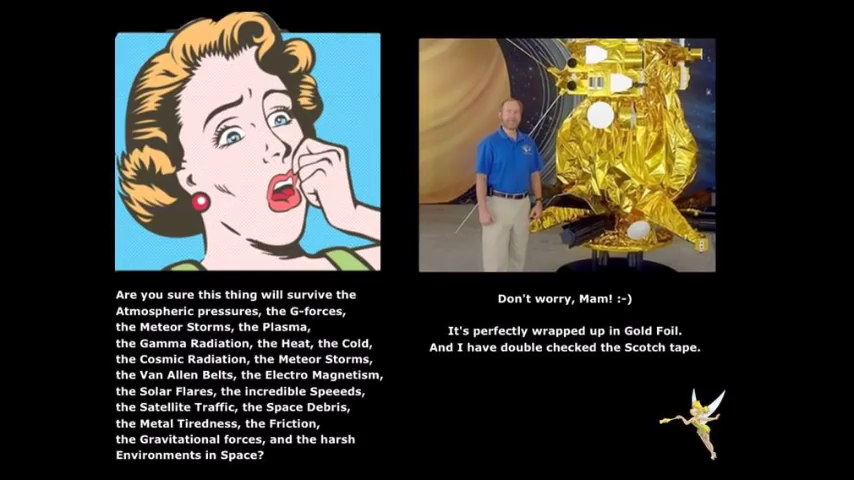 Are you sure this thing will survive the
Atmospheric pressures, the G-forces,
the Meteor Storms, the Plasma,
the Gamma Radiation, the Heat, the Cold,
the Cosmic Radiation, the Meteor Storms,
the Van Allen Belts, the Electro Magnetism,
the Solar Flares, the incredible Speeeds,
the Satellite Traffic, the Space Debris,
the Metal Tiredness, the Friction,
the Gravitational forces, and the harsh
Environments in Space?
Don't worry, Mam! :-)
It's perfectly wrapped up in Gold Foil.
And I have double checked the Scotch tape.